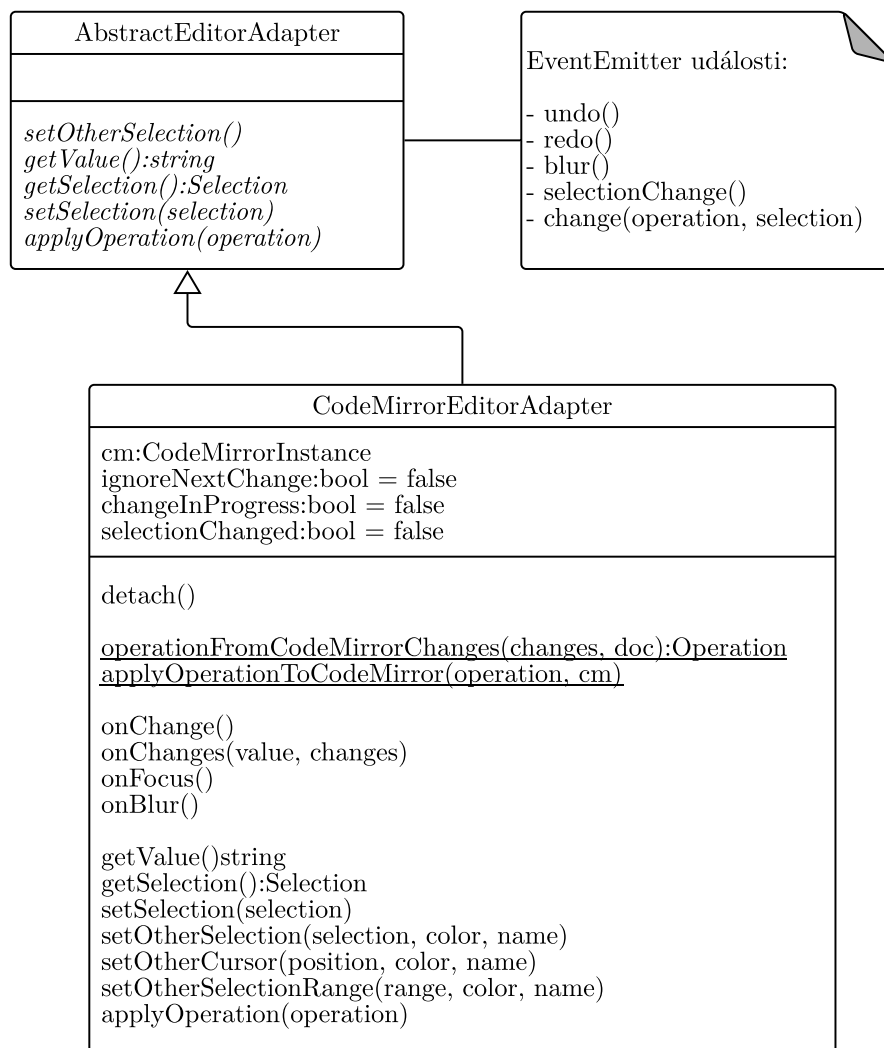 AbstractEditorAdapter
setOtherSelection()
getValue():string
getSelection():Selection
setSelection(selection)
applyOperation(operation)
EventEmitter události:
- undo()
- redo()
- blur()
- selectionChange()
- change(operation, selection)
CodeMirrorEditorAdapter
cm:CodeMirrorInstance
ignoreNextChange:bool = false
changeInProgress:bool = false
selectionChanged:bool = false
detach()
operationFromCodeMirrorChanges(changes, doc):Operation
applyOperationToCodeMirror(operation, cm)
onChange()
onChanges(value, changes)
onFocus()
onBlur()
getValue()string
getSelection():Selection
setSelection(selection)
setOtherSelection(selection, color, name)
setOtherCursor(position, color, name)
setOtherSelectionRange(range, color, name)
applyOperation(operation)